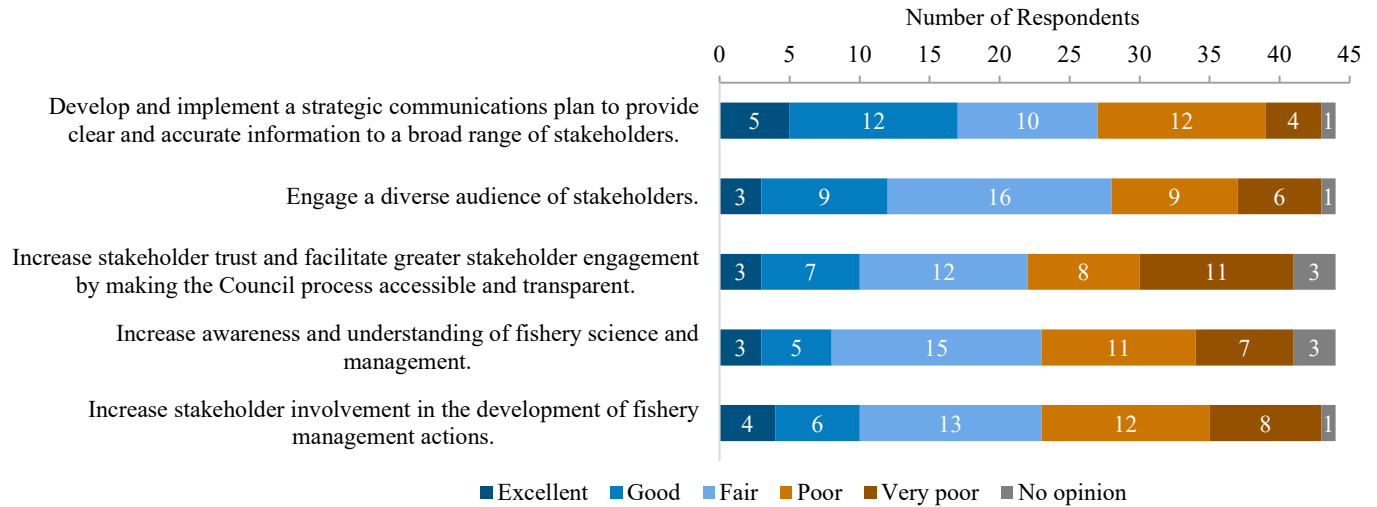 Number of Respondents
0 5 10 15 20 25 30 35 40 45
Develop and implement a strategic communications plan to provide
clear and accurate information to a broad range of stakeholders.
5 12 10 12 4 1
Engage a diverse audience of stakeholders.
3 9 16 9 6 1
Increase stakeholder trust and facilitate greater stakeholder engagement
by making the Council process accessible and transparent.
3 7 12 8 11 3
Increase awareness and understanding of fishery science and
management.
3 5 15 11 7 3
Increase stakeholder involvement in the development of fishery
management actions.
4 6 13 12 8 1
Excellent Good Fair Poor Very poor No opinion